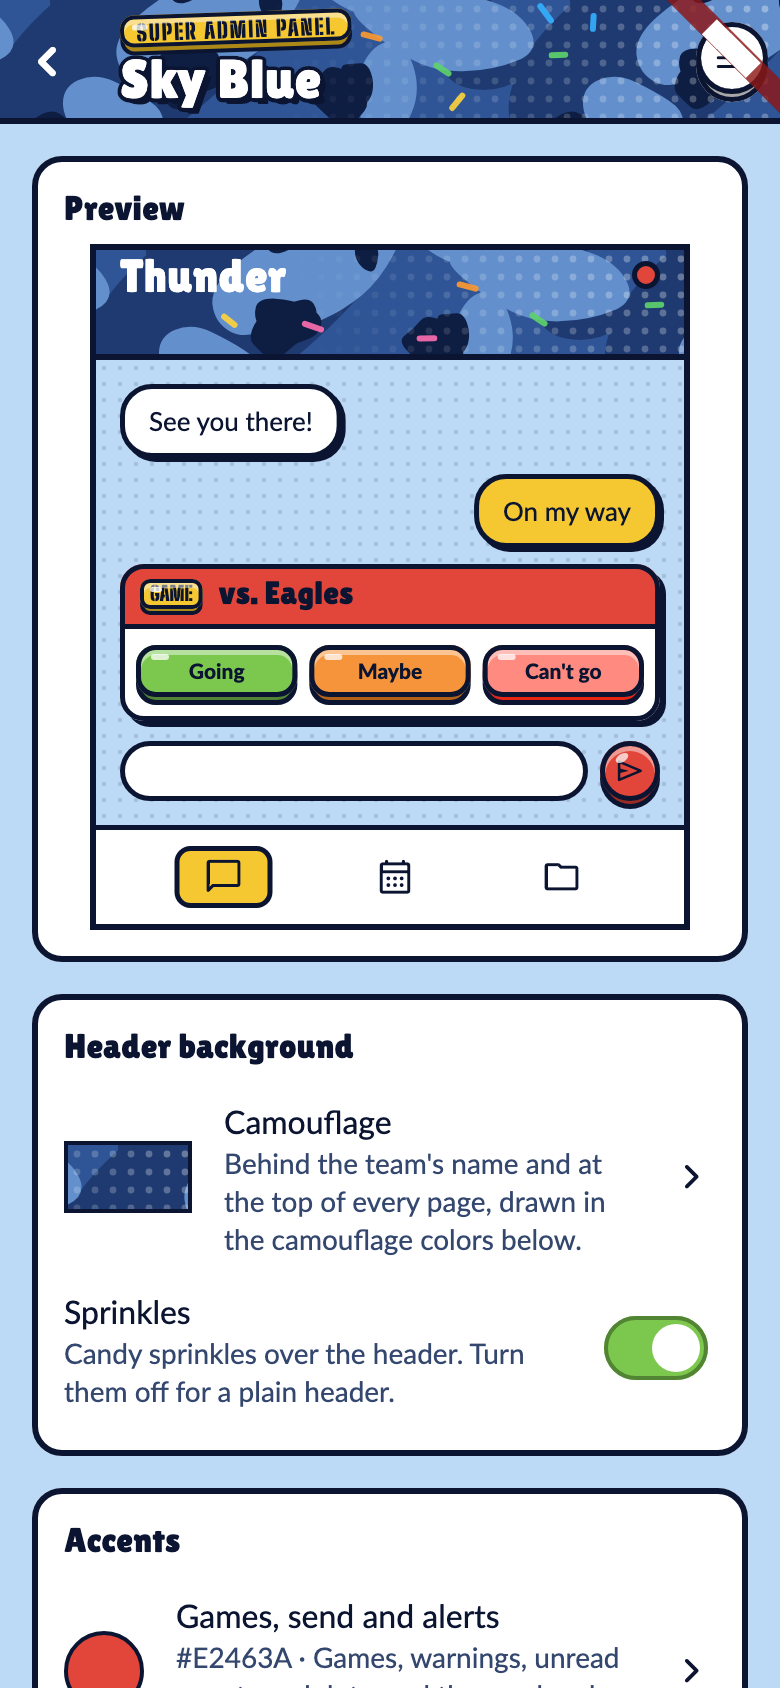 SUPER ADMIN PANEL
Sky Blue
Preview
Thunder
See you there!
On my way
GAME vs. Eagles
Going Maybe Can't go
Header background
Camouflage
Behind the team's name and at
the top of every page, drawn in
the camouflage colors below.
Sprinkles
Candy sprinkles over the header. Turn
them off for a plain header.
Accents
Games, send and alerts
#E2463A · Games, warnings, unread